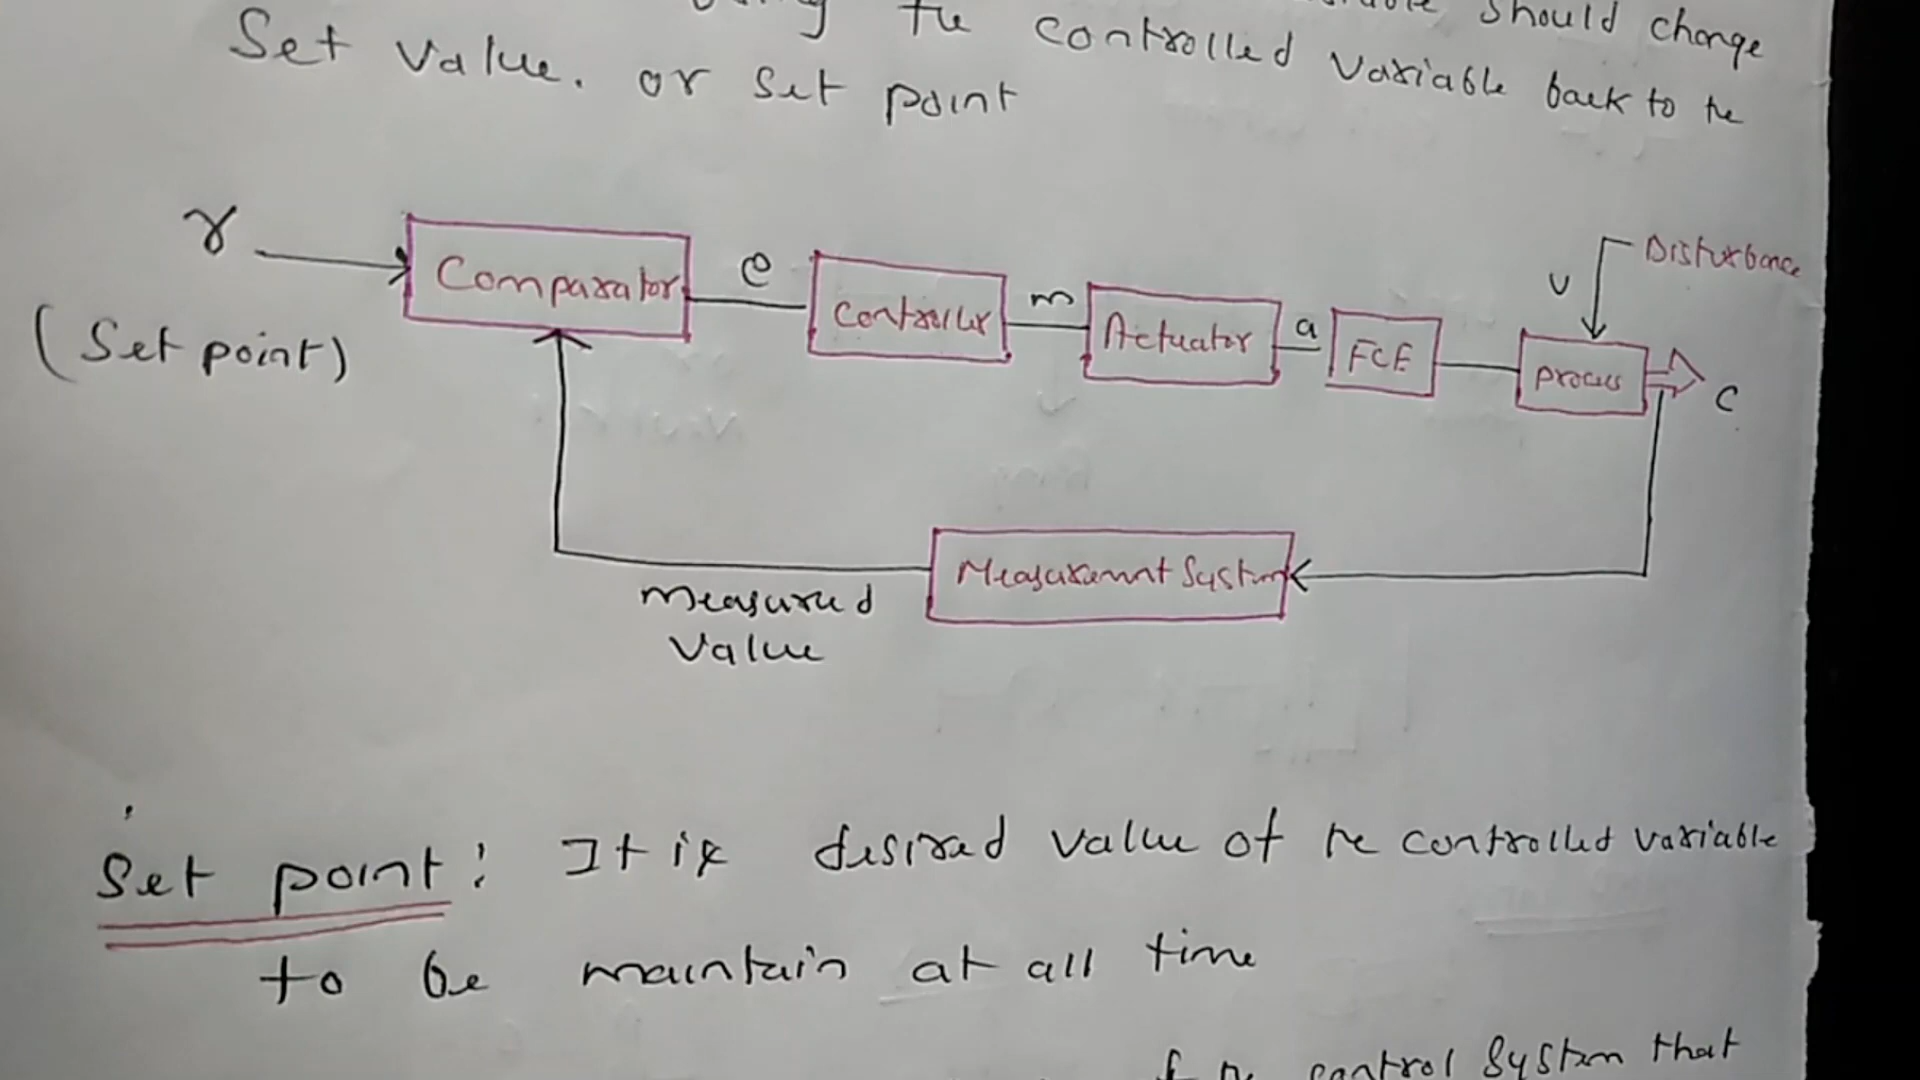 should change
the controlled variable back to the
Set value. or set point
r
(Set point)
Comparator
e
Controller
m
Actuator
a
FCE
U
Disturbance
process
C
Measurement System
measured
value
Set point: It is desired value of the controlled variable
to be maintain at all time
control system that